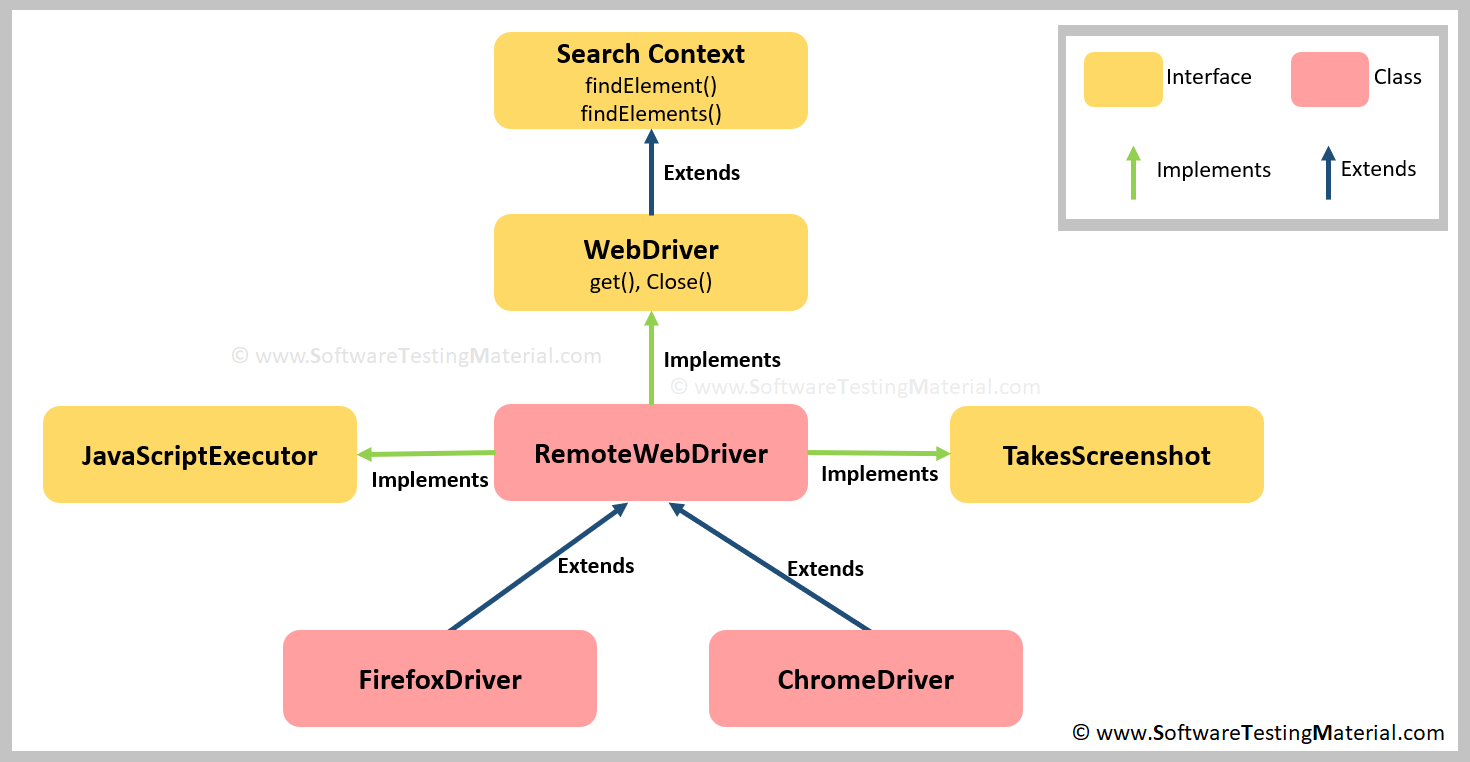 Search Context
findElement()
findElements()
Interface
Class
Implements
Extends
Extends
WebDriver
get(), Close()
© www.SoftwareTestingMaterial.com
Implements
© www.SoftwareTestingMaterial.com
JavaScriptExecutor
Implements
RemoteWebDriver
Implements
TakesScreenshot
Extends
Extends
FirefoxDriver
ChromeDriver
© www.SoftwareTestingMaterial.com